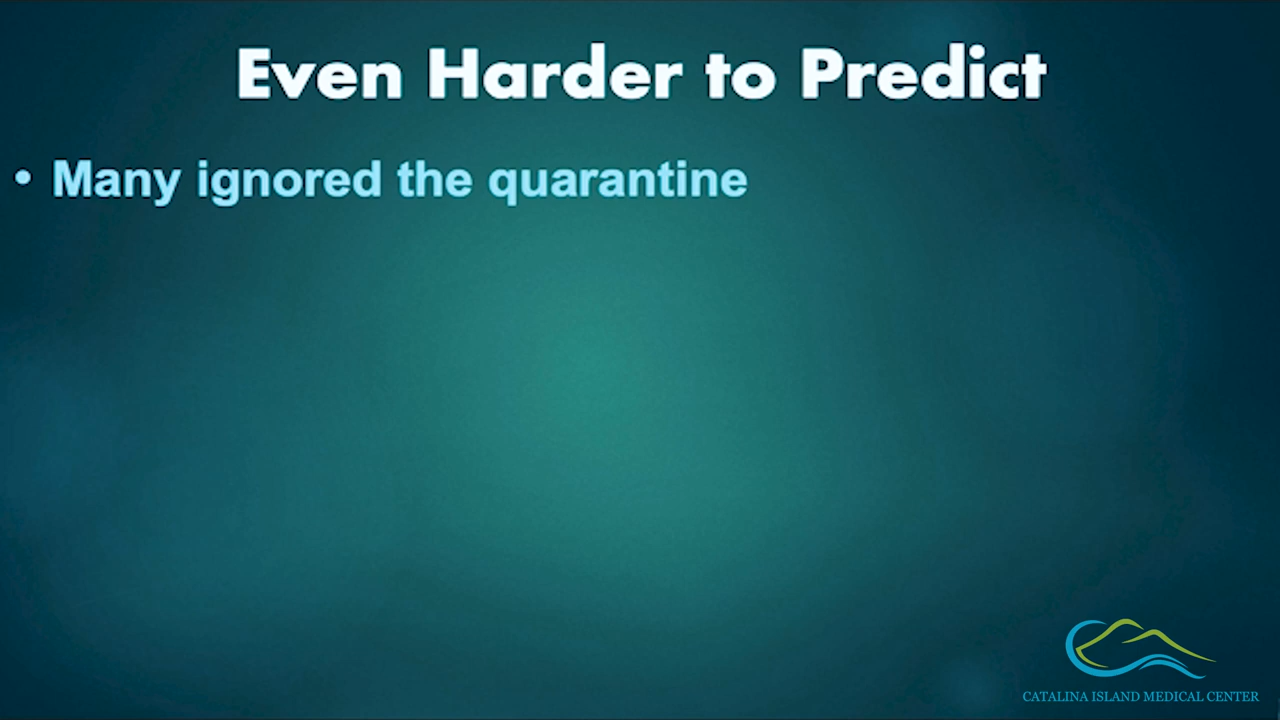 Even Harder to Predict
• Many ignored the quarantine
CATALINA ISLAND MEDICAL CENTER